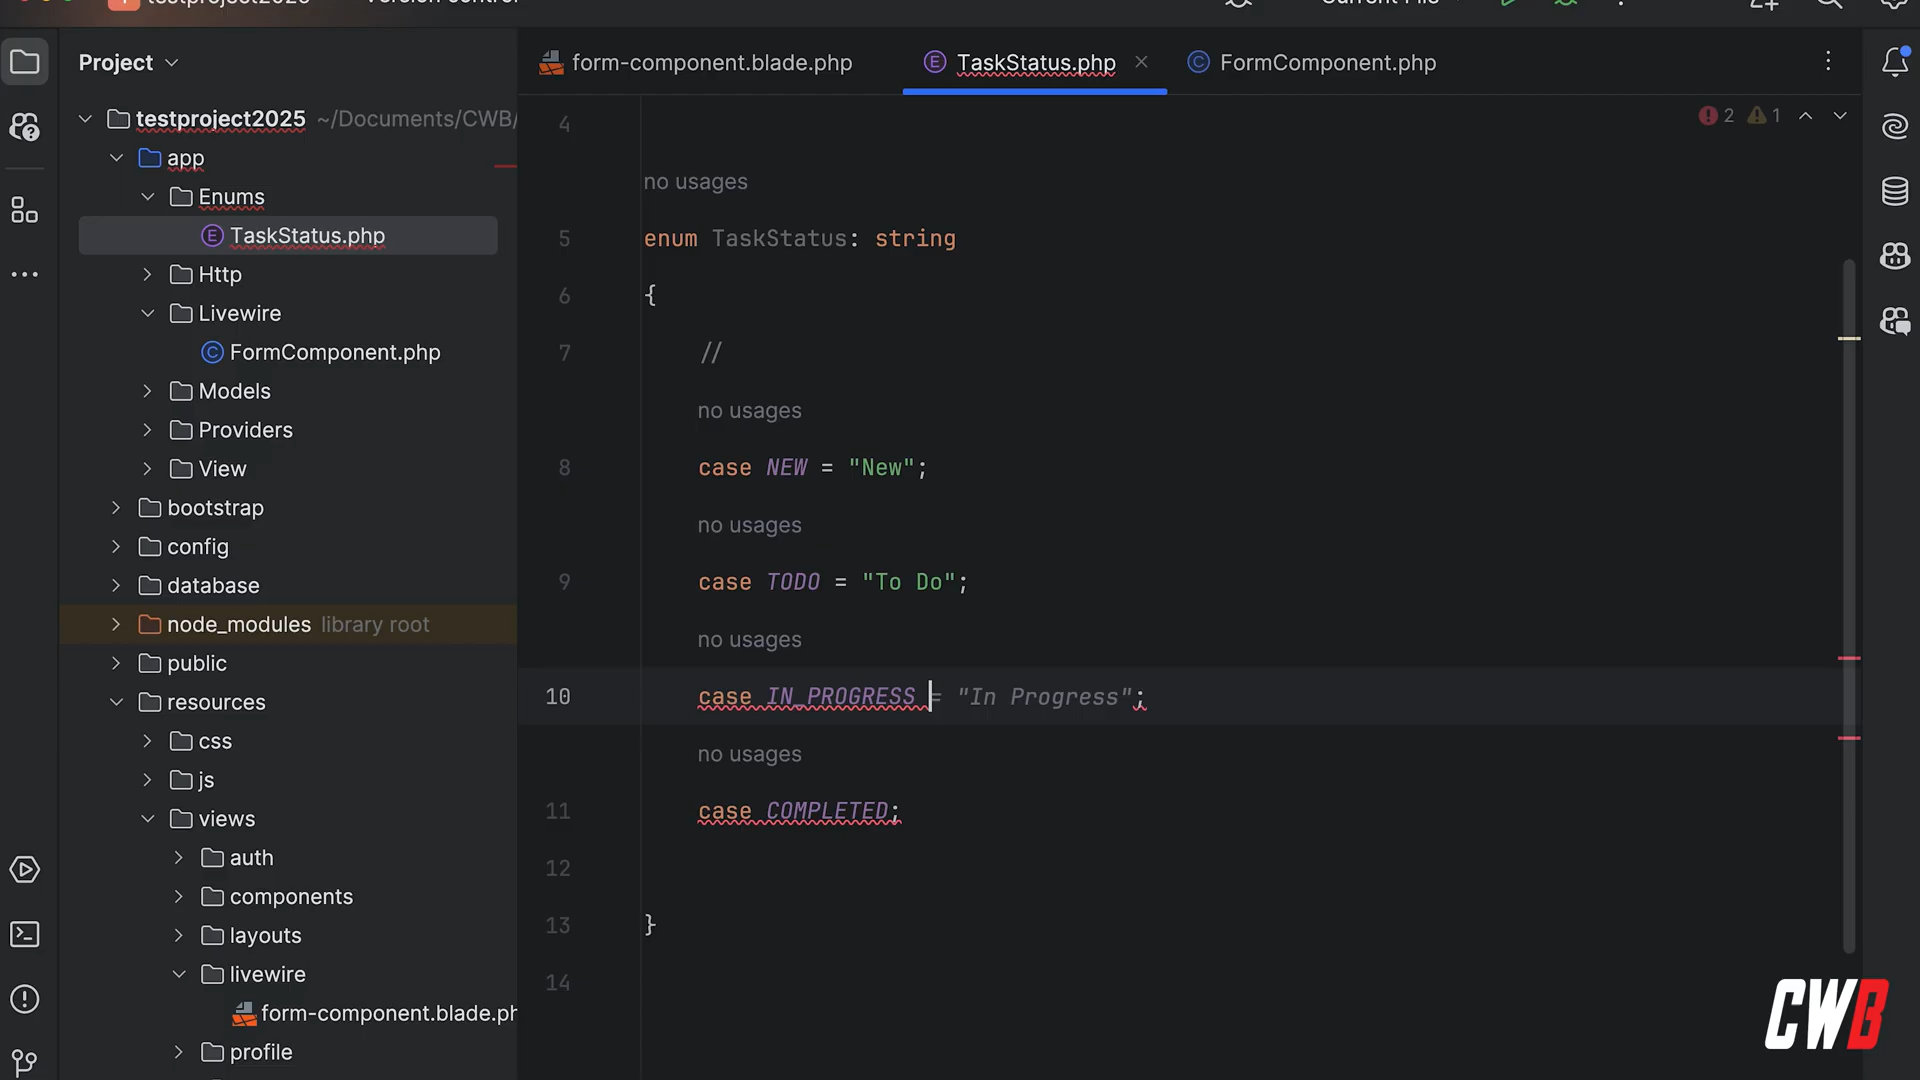 Project
testproject2025 ~/Documents/CWB/
app
Enums
TaskStatus.php
Http
Livewire
FormComponent.php
Models
Providers
View
bootstrap
config
database
node_modules library root
public
resources
css
js
views
auth
components
layouts
livewire
form-component.blade.ph
profile
form-component.blade.php
TaskStatus.php
FormComponent.php
2 1
4
no usages
5 enum TaskStatus: string
6 {
7 //
no usages
8 case NEW = "New";
no usages
9 case TODO = "To Do";
no usages
10 case IN_PROGRESS = "In Progress";
no usages
11 case COMPLETED;
12
13 }
14
CWB